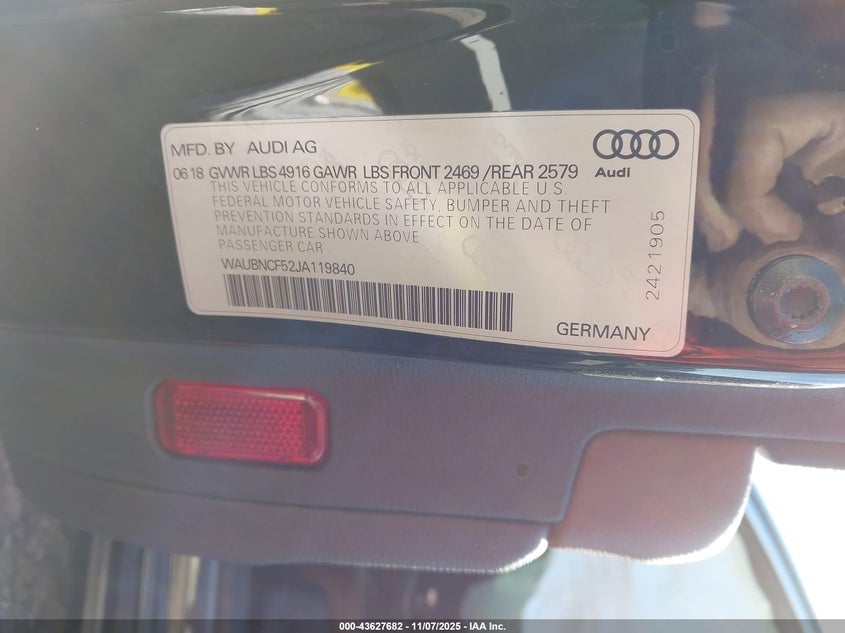 MFD. BY AUDI AG
06 18 GVWR LBS 4916 GAWR LBS FRONT 2469 /REAR 2579
Audi
THIS VEHICLE CONFORMS TO ALL APPLICABLE U S
FEDERAL MOTOR VEHICLE SAFETY, BUMPER AND THEFT
PREVENTION STANDARDS IN EFFECT ON THE DATE OF
MANUFACTURE SHOWN ABOVE
PASSENGER CAR
WAUBNCF52JA119840
2421905
GERMANY
000-43627682 - 11/07/2025 - IAA Inc.